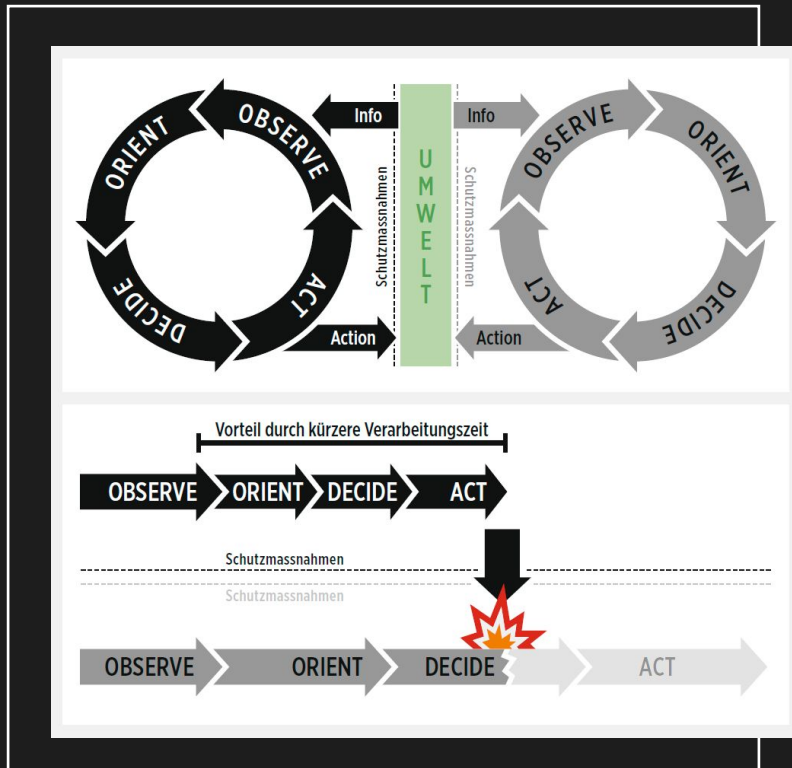 OBSERVE
ORIENT
DECIDE
ACT
Info
Action
Schutzmassnahmen
UMWELT
Schutzmassnahmen
Info
Action
OBSERVE
ORIENT
DECIDE
ACT
Vorteil durch kürzere Verarbeitungszeit
OBSERVE ORIENT DECIDE ACT
Schutzmassnahmen
Schutzmassnahmen
OBSERVE ORIENT DECIDE ACT